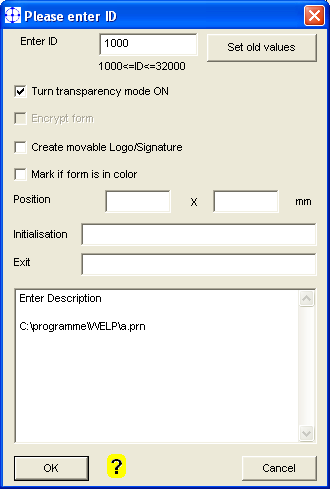 Please enter ID
Enter ID 1000 Set old values
1000<=ID<=32000
Turn transparency mode ON
Encrypt form
Create movable Logo/Signature
Mark if form is in color
Position X mm
Initialisation
Exit
Enter Description
C:\programme\WELP\a.prn
OK ? Cancel